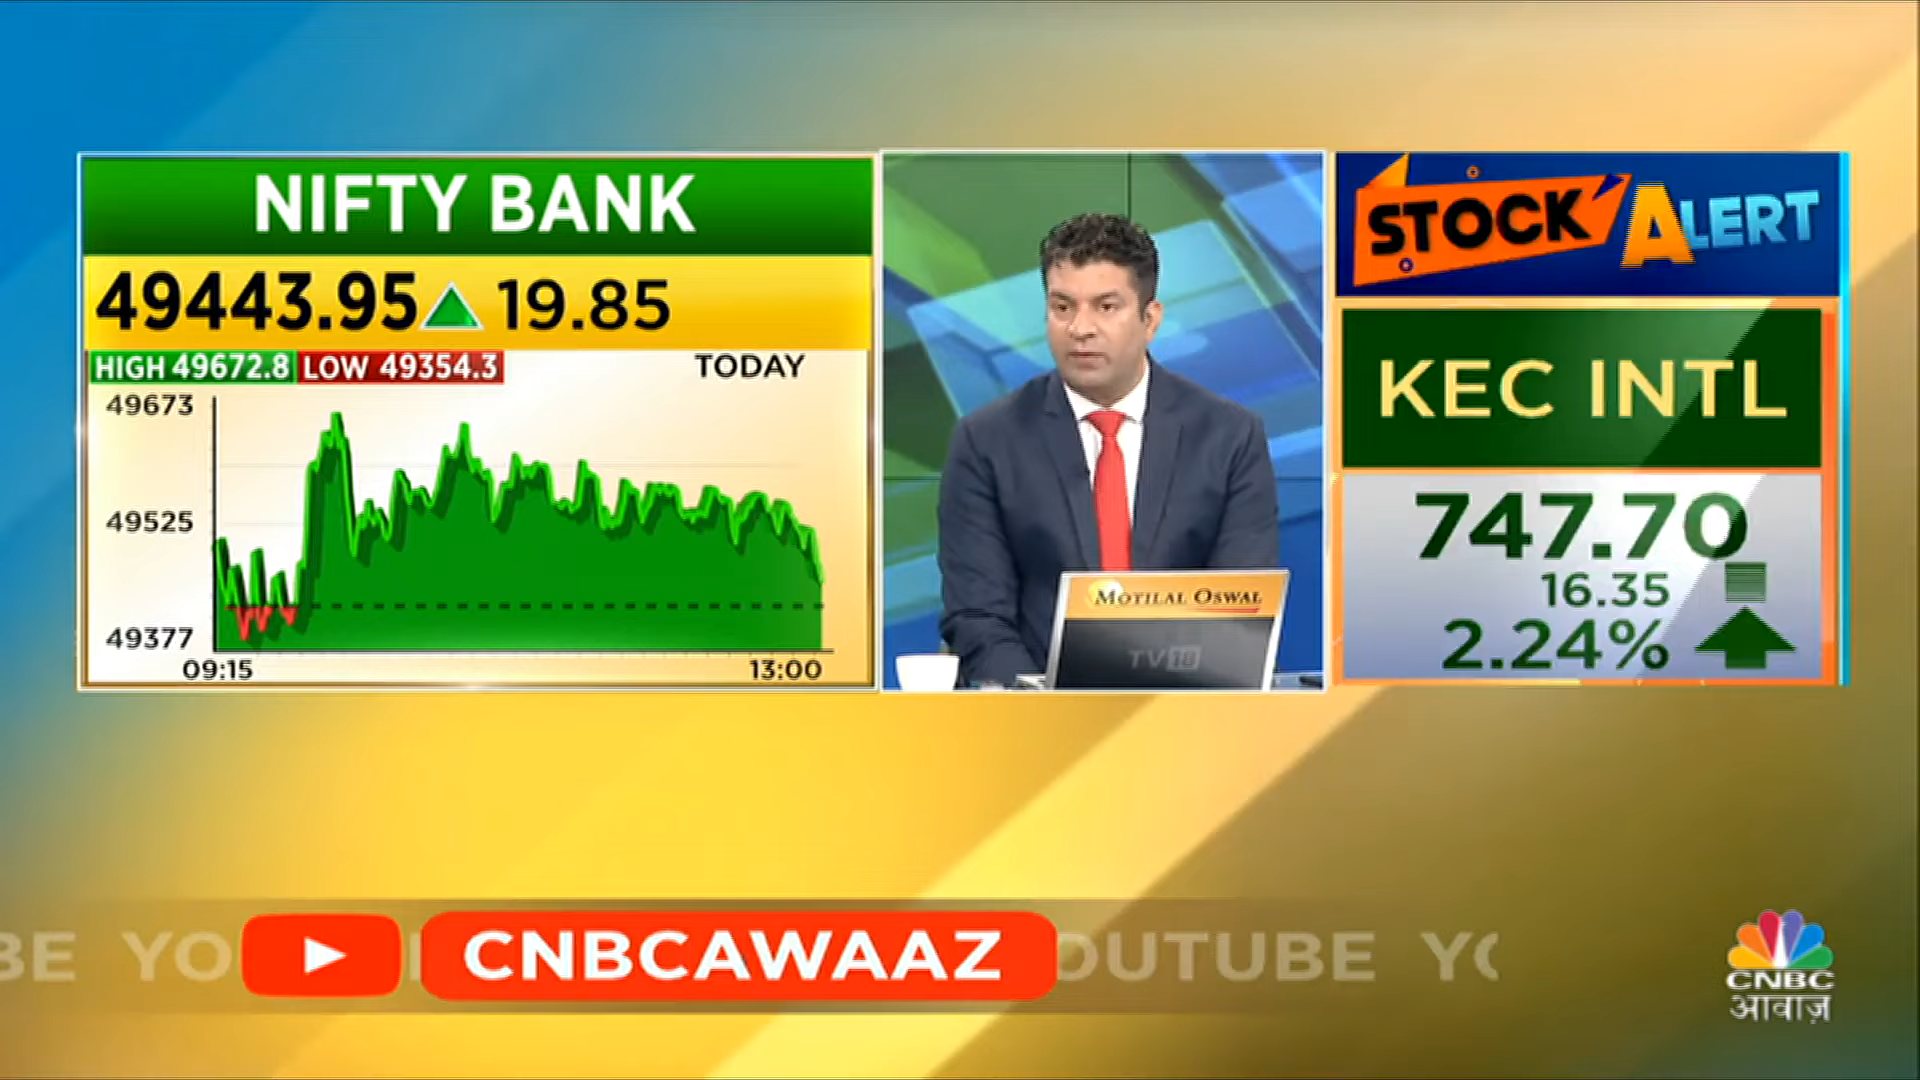 NIFTY BANK
49443.95 ▲ 19.85
HIGH 49672.8 LOW 49354.3 TODAY
49673
49525
49377
09:15 13:00
MOTILAL OSWAL
TV18
STOCK ALERT
KEC INTL
747.70
16.35
2.24%
BE YO CNBCAWAAZ OUTUBE YO
CNBC
आवाज़